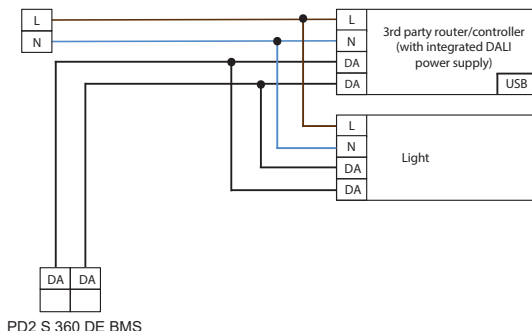 L
N
L
N
DA
DA
3rd party router/controller
(with integrated DALI
power supply)
USB
L
N
DA
DA
Light
DA DA
PD2 S 360 DE BMS